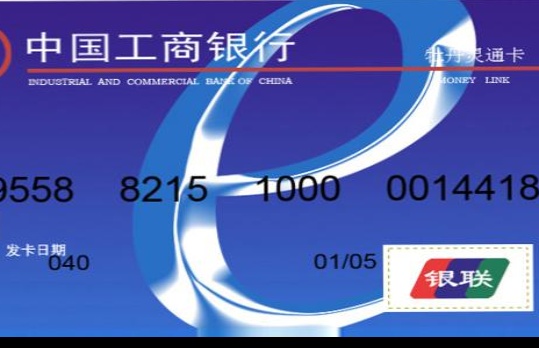 中国工商银行
牡丹灵通卡
INDUSTRIAL AND COMMERCIAL BANK OF CHINA
MONEY LINK
9558 8215 1000 0014418
发卡日期
040
01/05
银联